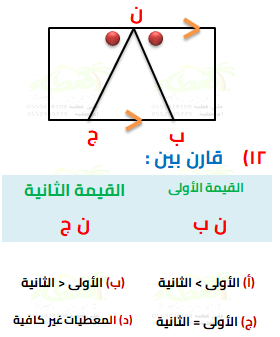 ن
ج ب
١٢) قارن بين :
القيمة الأولى القيمة الثانية
ن ب ن ج
(أ) الأولى > الثانية (ب) الأولى < الثانية
(ج) الأولى = الثانية (د) المعطيات غير كافية